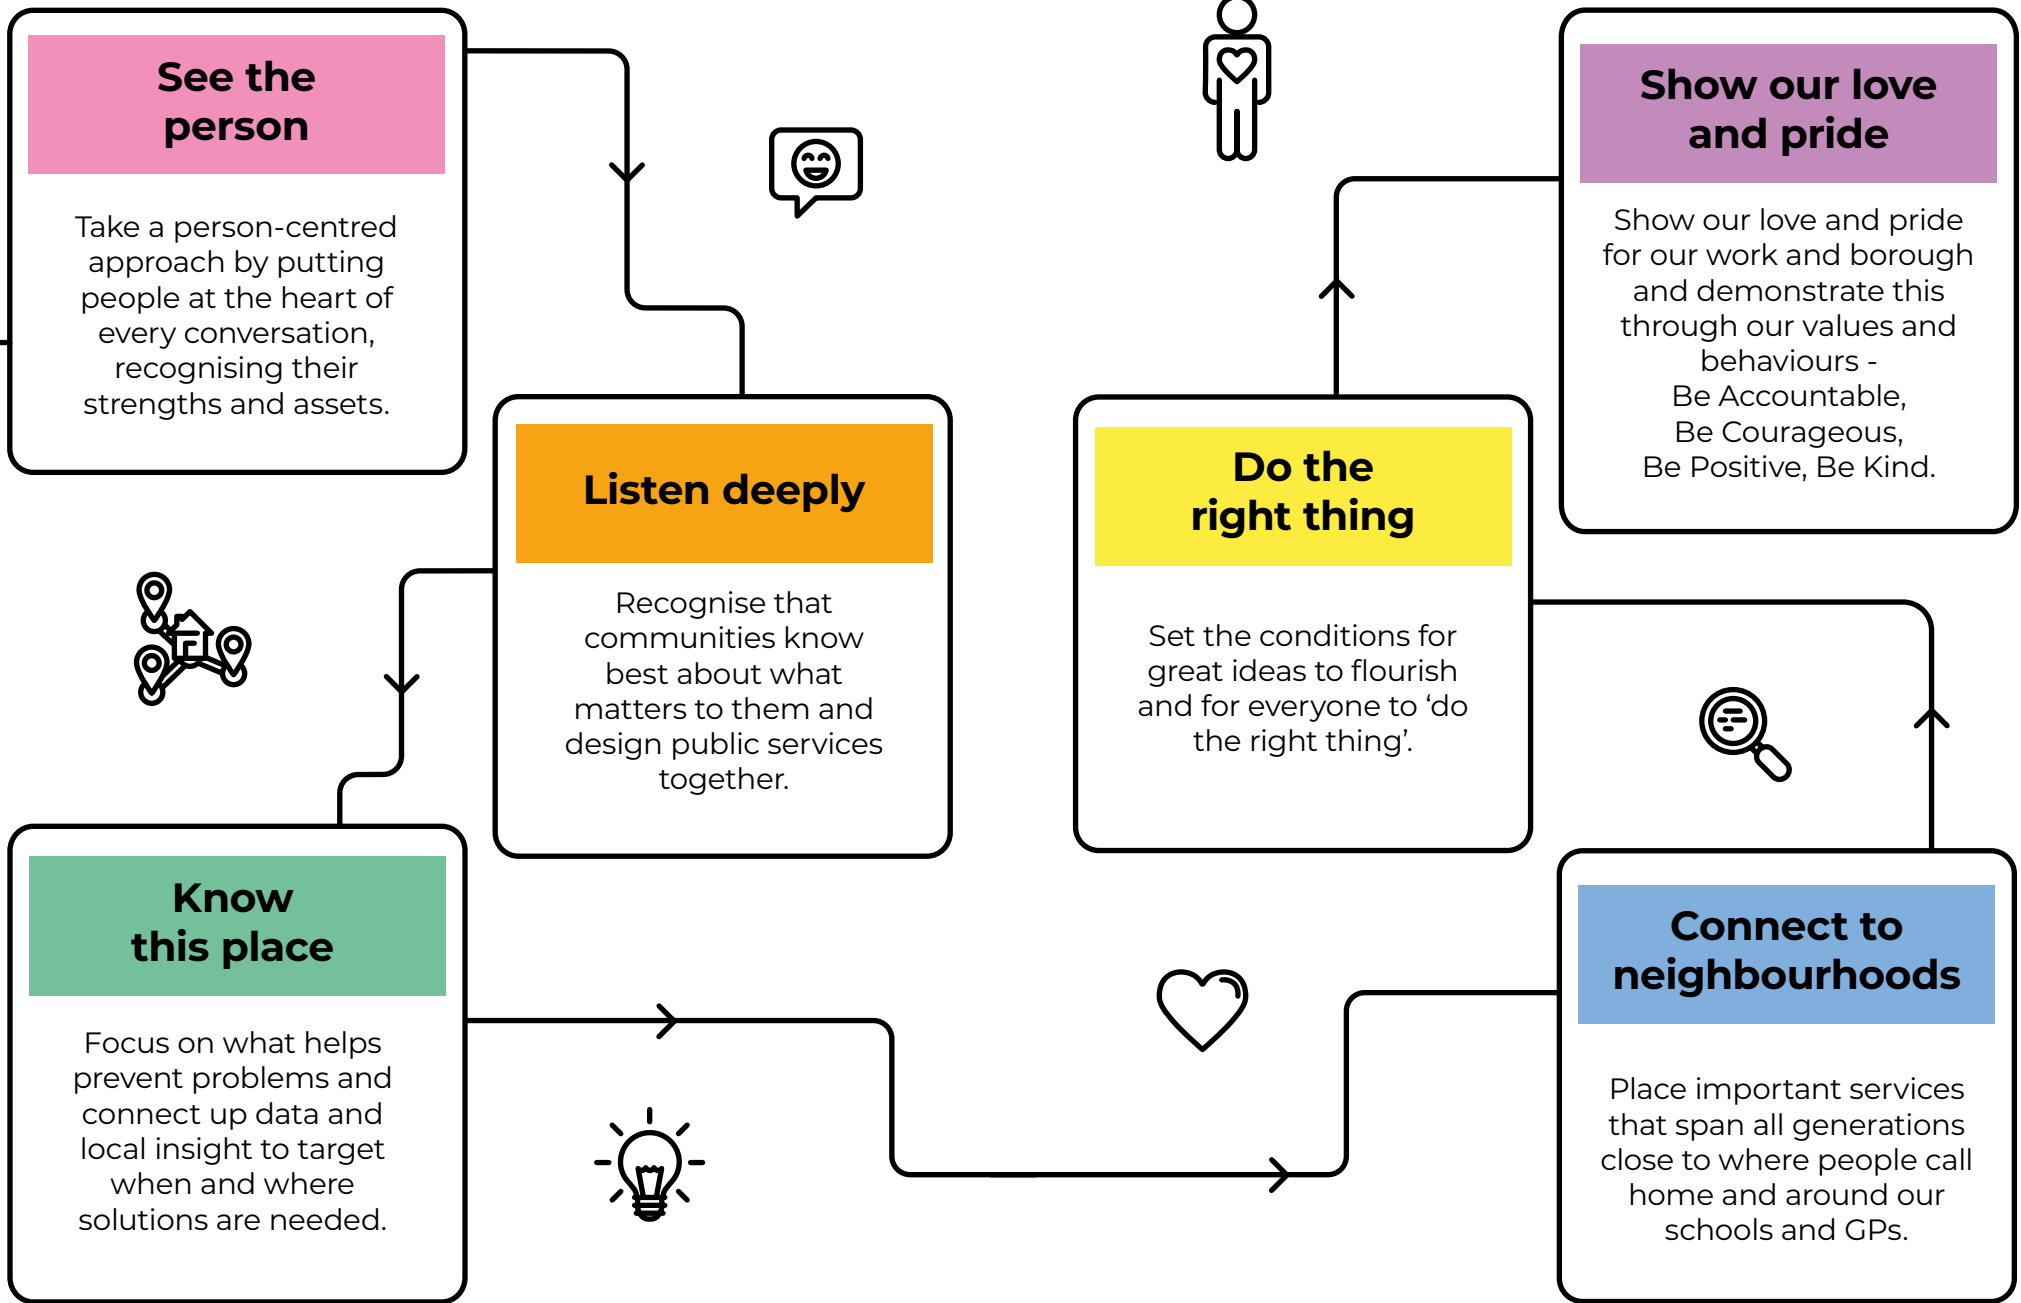 See the
person
Take a person-centred
approach by putting
people at the heart of
every conversation,
recognising their
strengths and assets.
Listen deeply
Recognise that
communities know
best about what
matters to them and
design public services
together.
Know
this place
Focus on what helps
prevent problems and
connect up data and
local insight to target
when and where
solutions are needed.
Connect to
neighbourhoods
Place important services
that span all generations
close to where people call
home and around our
schools and GPs.
Do the
right thing
Set the conditions for
great ideas to flourish
and for everyone to ‘do
the right thing’.
Show our love
and pride
Show our love and pride
for our work and borough
and demonstrate this
through our values and
behaviours -
Be Accountable,
Be Courageous,
Be Positive, Be Kind.